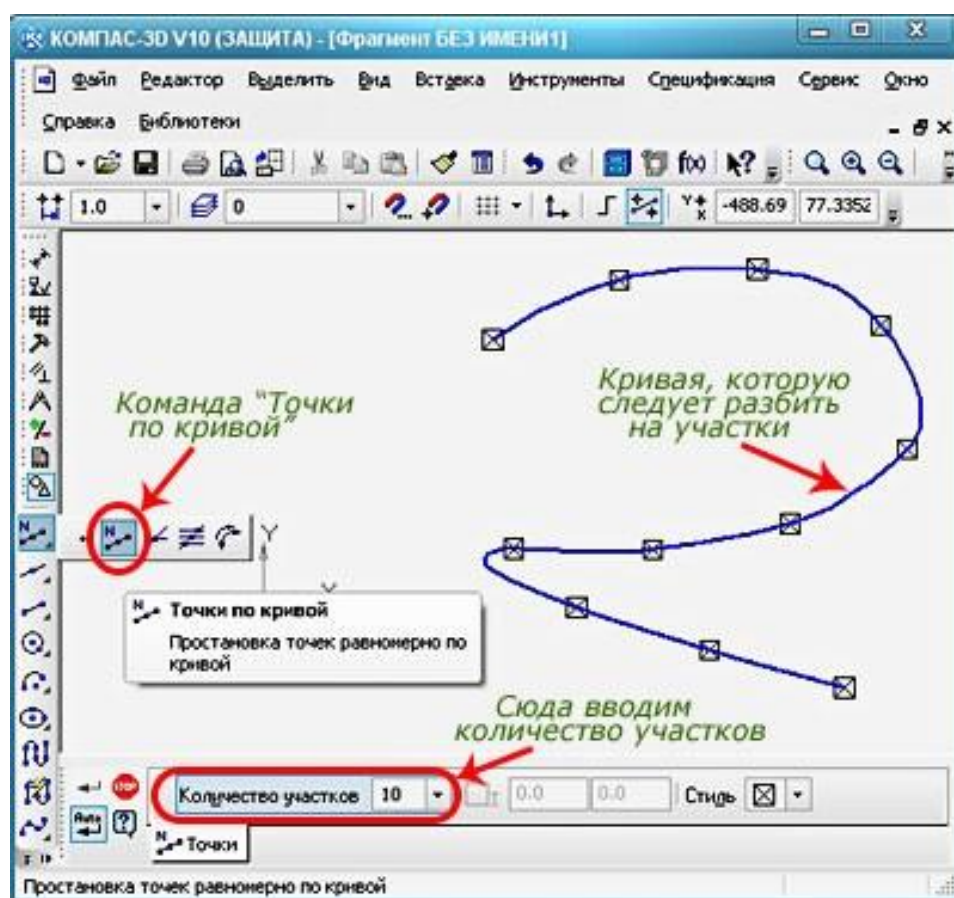 КОМПАС-3D V10 (ЗАЩИТА) - [Фрагмент БЕЗ ИМЕНИ1]
Файл Редактор Выделить Вид Вставка Инструменты Спецификация Сервис Окно
Справка Библиотеки
f(x)
1.0 0 -488.69 77.3352
Команда "Точки
по кривой"
Кривая, которую
следует разбить
на участки
Y
Точки по кривой
Простановка точек равномерно по
кривой
Сюда вводим
количество участков
STOP
Количество участков 10 0.0 0.0 Стиль
Auto
Точки
Простановка точек равномерно по кривой